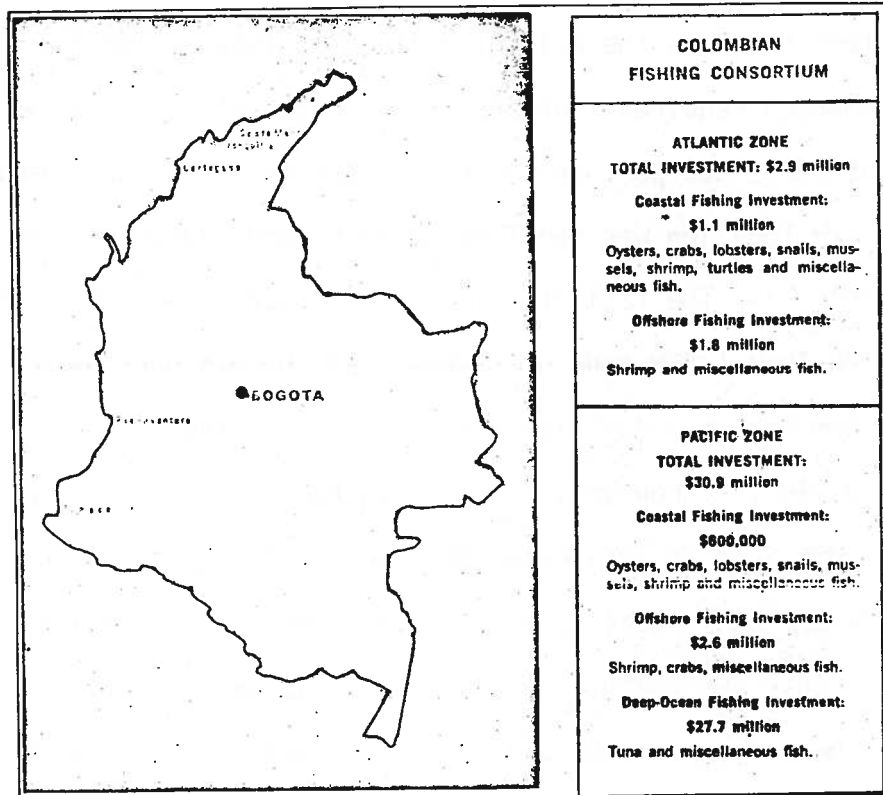 Cartagena
BOGOTA
Buenaventura
COLOMBIAN
FISHING CONSORTIUM
ATLANTIC ZONE
TOTAL INVESTMENT: $2.9 million
Coastal Fishing Investment:
$1.1 million
Oysters, crabs, lobsters, snails, mus-
sels, shrimp, turtles and miscella-
neous fish.
Offshore Fishing Investment:
$1.8 million
Shrimp and miscellaneous fish.
PACIFIC ZONE
TOTAL INVESTMENT:
$30.9 million
Coastal Fishing Investment:
$600,000
Oysters, crabs, lobsters, snails, mus-
sels, shrimp and miscellaneous fish.
Offshore Fishing Investment:
$2.6 million
Shrimp, crabs, miscellaneous fish.
Deep-Ocean Fishing Investment:
$27.7 million
Tuna and miscellaneous fish.